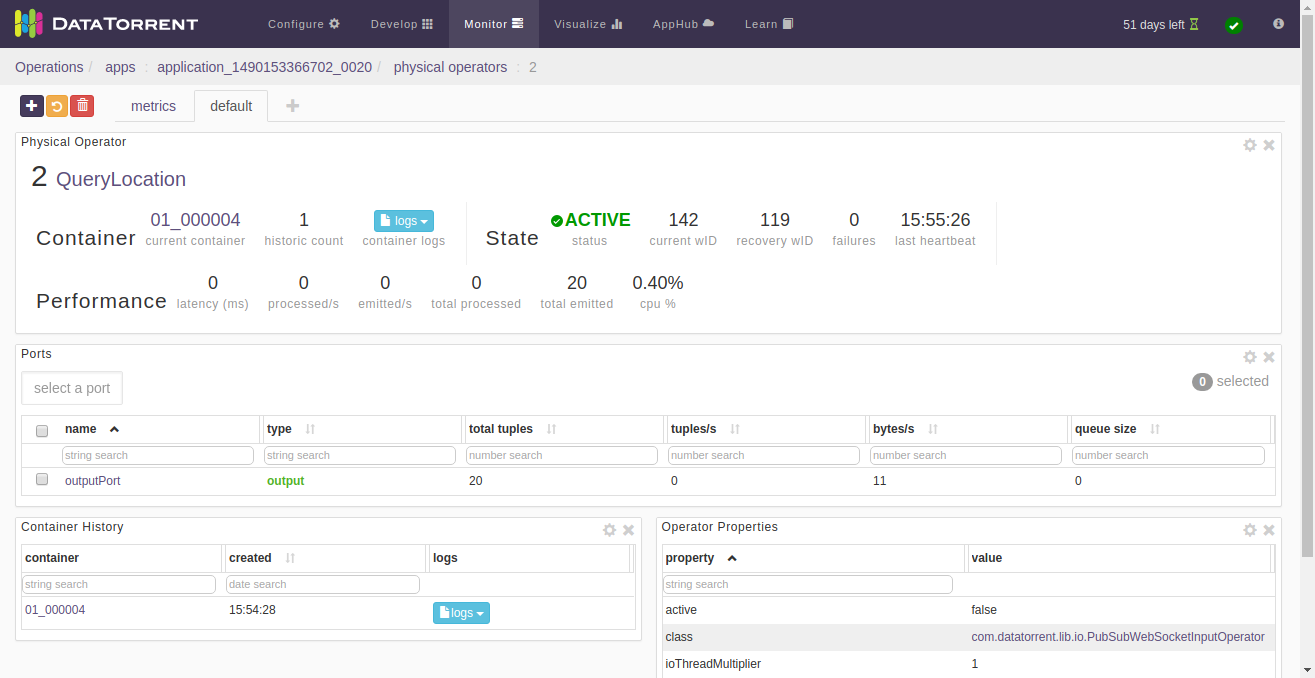 DATATORRENT Configure Develop Monitor Visualize AppHub Learn 51 days left
Operations / apps : application_1490153366702_0020 / physical operators : 2
metrics default
Physical Operator
2 QueryLocation
01_000004 1 logs ACTIVE 142 119 0 15:55:26
Container current container historic count container logs State status current wID recovery wID failures last heartbeat
0 0 0 0 20 0.40%
Performance latency (ms) processed/s emitted/s total processed total emitted cpu %
Ports
select a port 0 selected
name type total tuples tuples/s bytes/s queue size
string search string search number search number search number search number search
outputPort output 20 0 11 0
Container History
container created logs
string search date search
01_000004 15:54:28 logs
Operator Properties
property value
string search
active false
class com.datatorrent.lib.io.PubSubWebSocketInputOperator
ioThreadMultiplier 1